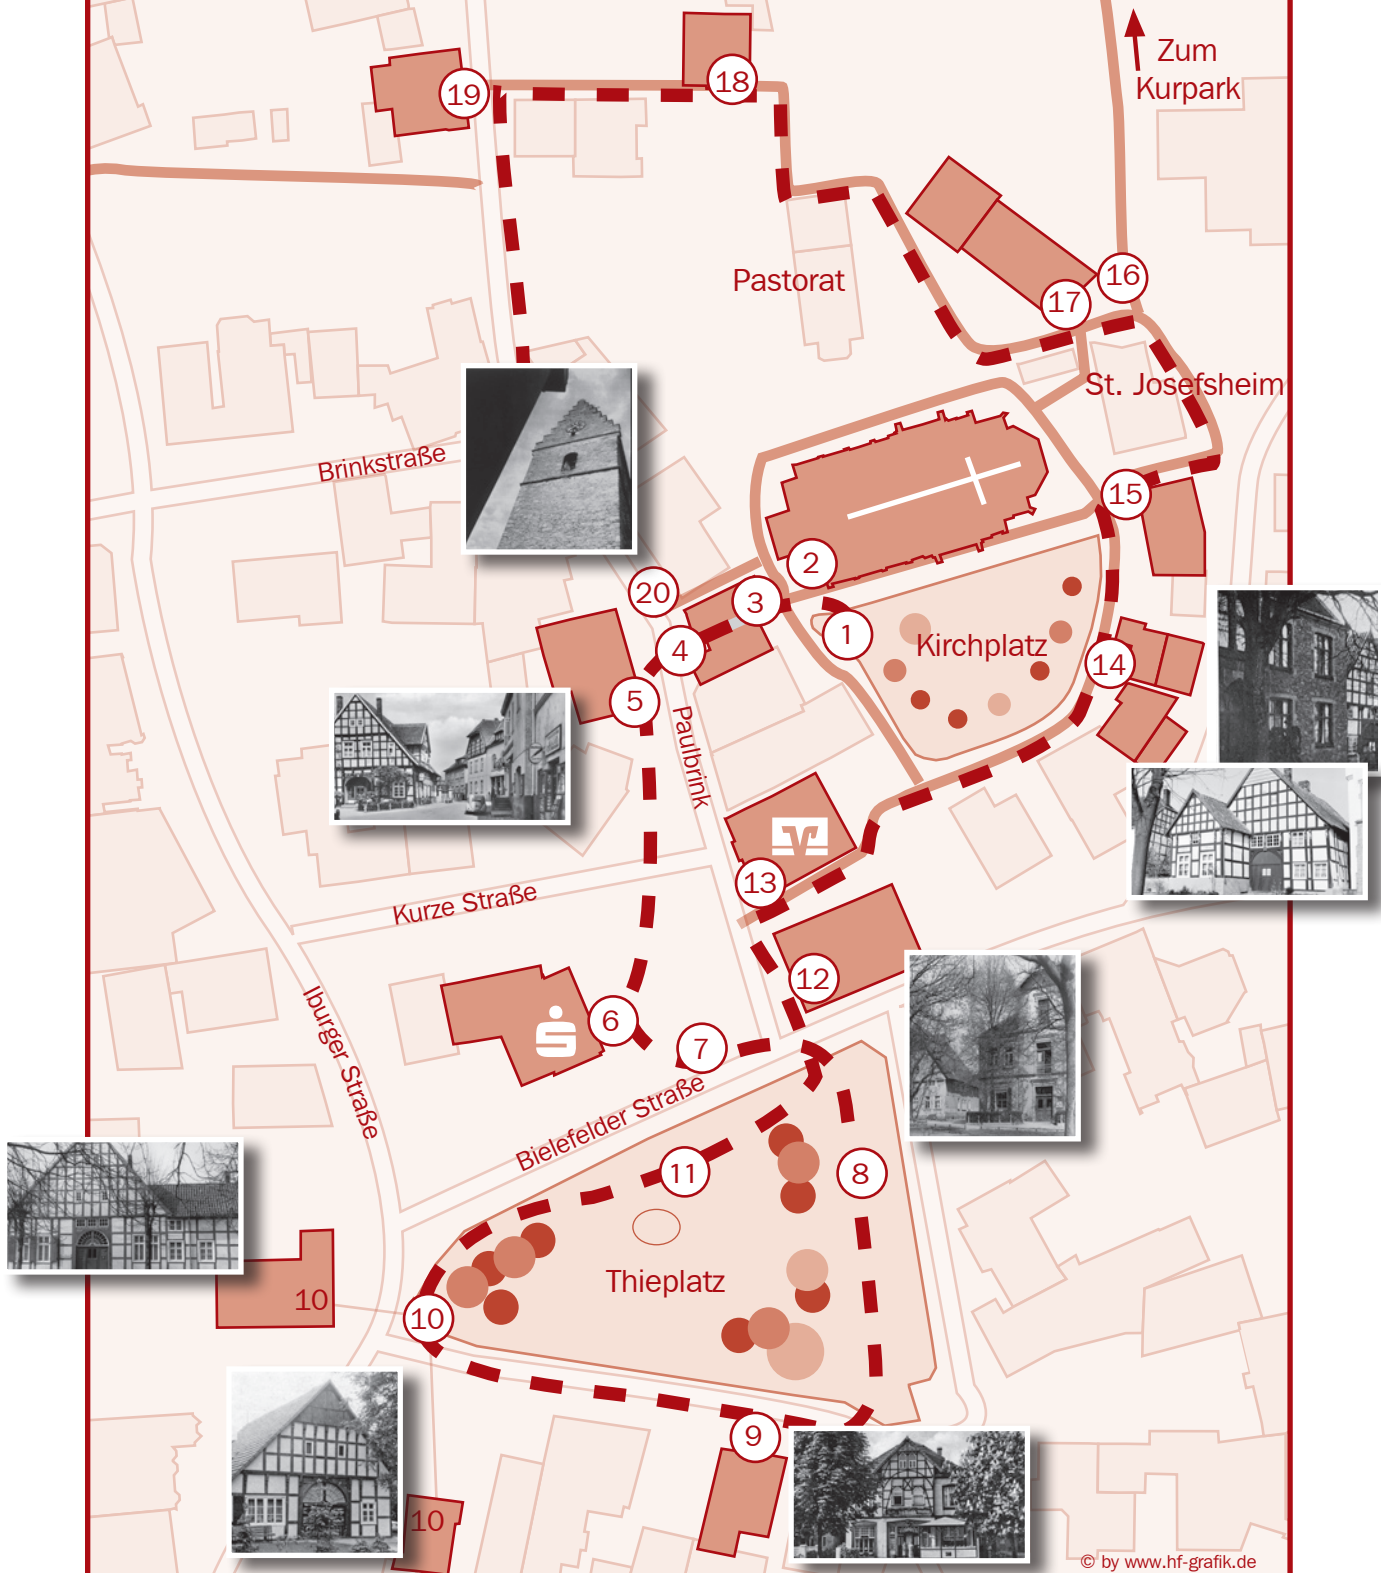 Zum
Kurpark
19
18
16
17
Pastorat
St. Josefsheim
Brinkstraße
15
2
20
3
1
4
Kirchplatz
14
5
Paulbrink
13
Kurze Straße
12
6
7
Iburger Straße
Bielefelder Straße
11
8
Thieplatz
10
10
9
10
© by www.hf-grafik.de